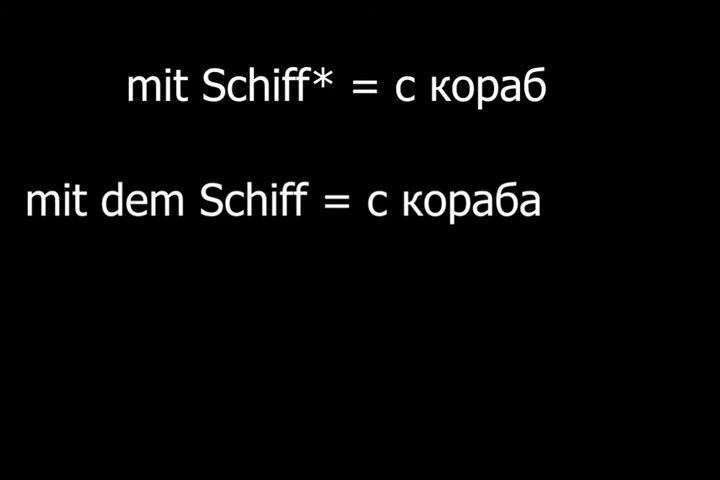 mit Schiff* = с кораб
mit dem Schiff = с кораба